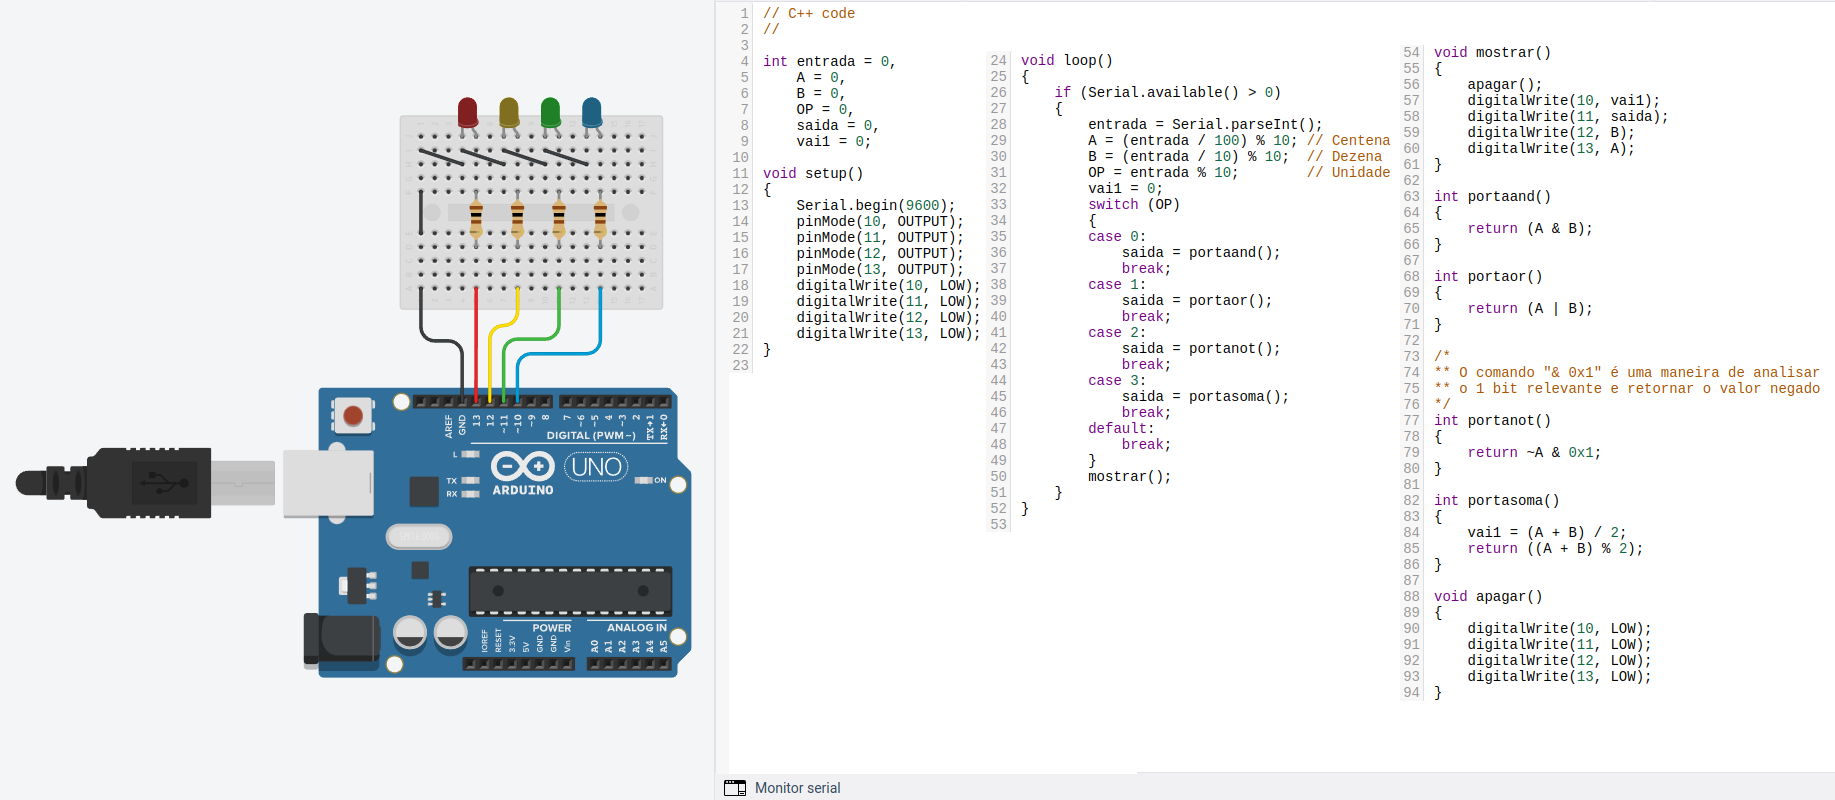 1 // C++ code
2 //
3
4 int entrada = 0,
5 A = 0,
6 B = 0,
7 OP = 0,
8 saida = 0,
9 vai1 = 0;
10
11 void setup()
12 {
13 Serial.begin(9600);
14 pinMode(10, OUTPUT);
15 pinMode(11, OUTPUT);
16 pinMode(12, OUTPUT);
17 pinMode(13, OUTPUT);
18 digitalWrite(10, LOW);
19 digitalWrite(11, LOW);
20 digitalWrite(12, LOW);
21 digitalWrite(13, LOW);
22 }
23
24 void loop()
25 {
26 if (Serial.available() > 0)
27 {
28 entrada = Serial.parseInt();
29 A = (entrada / 100) % 10; // Centena
30 B = (entrada / 10) % 10; // Dezena
31 OP = entrada % 10; // Unidade
32 vai1 = 0;
33 switch (OP)
34 {
35 case 0:
36 saida = portaand();
37 break;
38 case 1:
39 saida = portaor();
40 break;
41 case 2:
42 saida = portanot();
43 break;
44 case 3:
45 saida = portasoma();
46 break;
47 default:
48 break;
49 }
50 mostrar();
51 }
52 }
53
54 void mostrar()
55 {
56 apagar();
57 digitalWrite(10, vai1);
58 digitalWrite(11, saida);
59 digitalWrite(12, B);
60 digitalWrite(13, A);
61 }
62
63 int portaand()
64 {
65 return (A & B);
66 }
67
68 int portaor()
69 {
70 return (A | B);
71 }
72
73 /*
74 ** O comando "& 0x1" é uma maneira de analisar
75 ** o 1 bit relevante e retornar o valor negado
76 */
77 int portanot()
78 {
79 return ~A & 0x1;
80 }
81
82 int portasoma()
83 {
84 vai1 = (A + B) / 2;
85 return ((A + B) % 2);
86 }
87
88 void apagar()
89 {
90 digitalWrite(10, LOW);
91 digitalWrite(11, LOW);
92 digitalWrite(12, LOW);
93 digitalWrite(13, LOW);
94 }
AREF GND 13 12 ~11 ~10 ~9 8 7 ~6 ~5 4 ~3 2 TX→1 RX←0
DIGITAL (PWM~)
L
TX
RX
ARDUINO
UNO
ON
POWER
ANALOG IN
IOREF RESET 3.3V 5V GND GND Vin A0 A1 A2 A3 A4 A5
Monitor serial